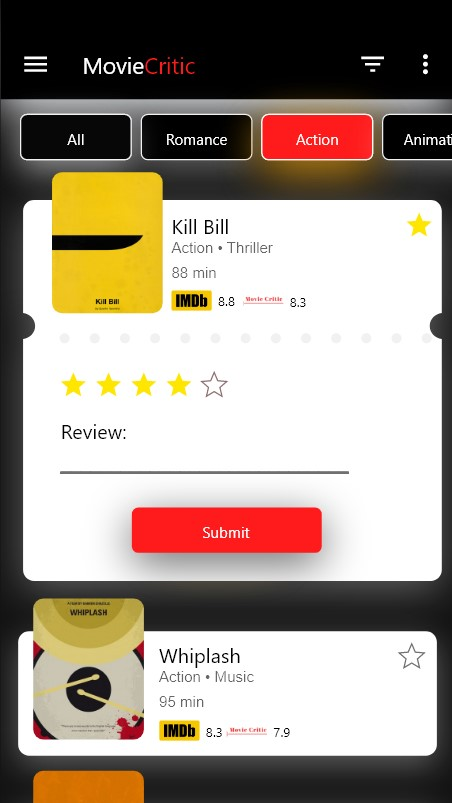 MovieCritic
All
Romance
Action
Animati
Kill Bill
Kill Bill
Action • Thriller
88 min
IMDb 8.8 Movie Critic 8.3
Review:
Submit
WHIPLASH
Whiplash
Action • Music
95 min
IMDb 8.3 Movie Critic 7.9